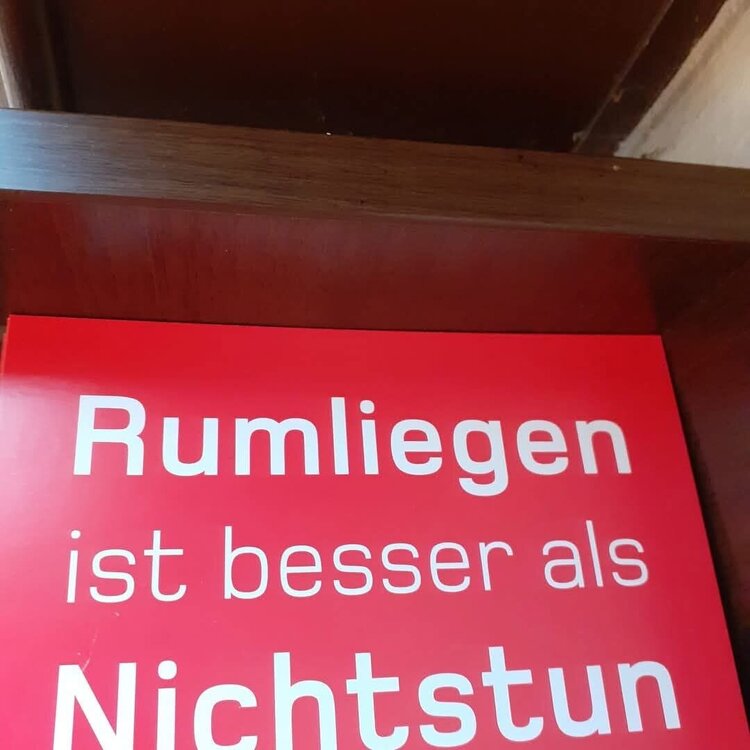 Rumliegen
ist besser als
Nichtstun